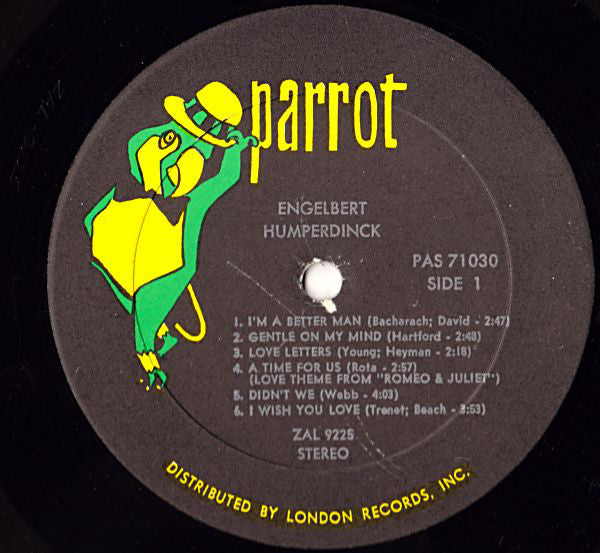 parrot
ENGELBERT
HUMPERDINCK
PAS 71030
SIDE 1
1. I'M A BETTER MAN (Bacharach; David - 2:47)
2. GENTLE ON MY MIND (Hartford - 2:48)
3. LOVE LETTERS (Young; Heyman - 2:18)
4. A TIME FOR US (Rota - 2:57)
(LOVE THEME FROM "ROMEO & JULIET")
5. DIDN'T WE (Webb - 4:03)
6. I WISH YOU LOVE (Trenet; Beach - 3:53)
ZAL 9225
STEREO
DISTRIBUTED BY LONDON RECORDS, INC.